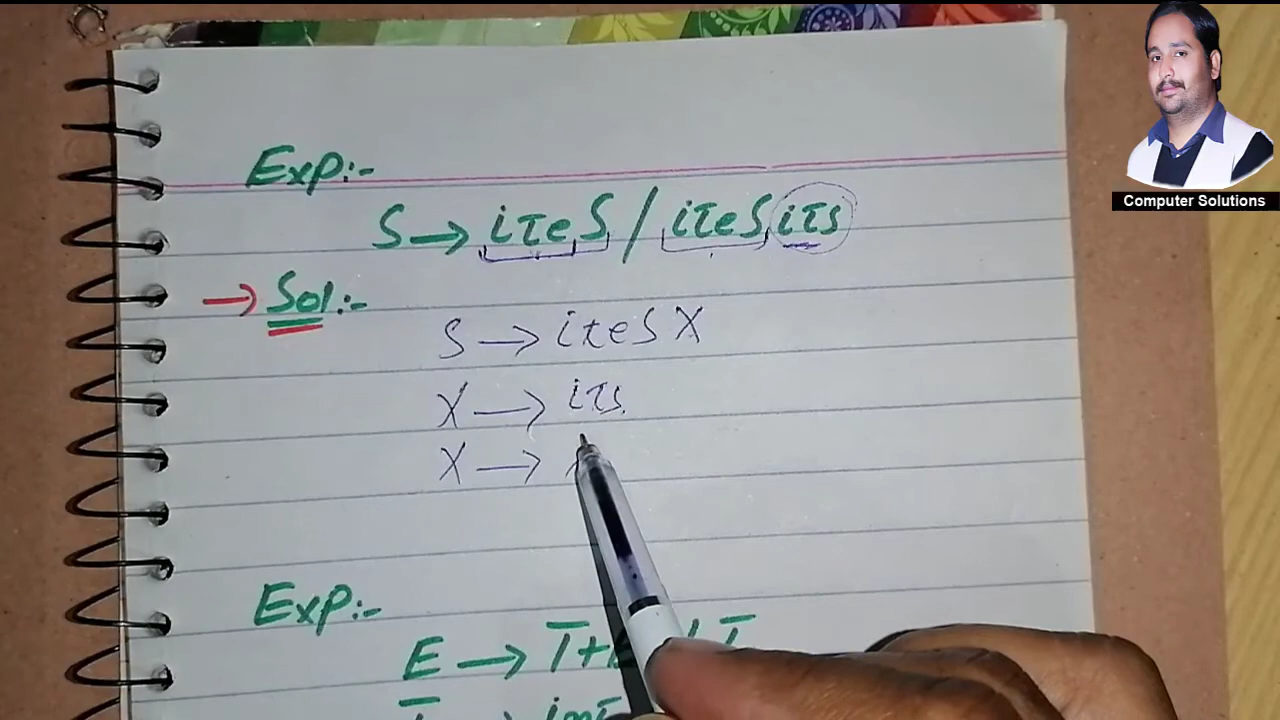 Exp:-
S → iTeS / iTeS iTs
→ Sol:-
S → iteS X
X → iTs.
X →
Exp:-
E → T+ | T
Computer Solutions